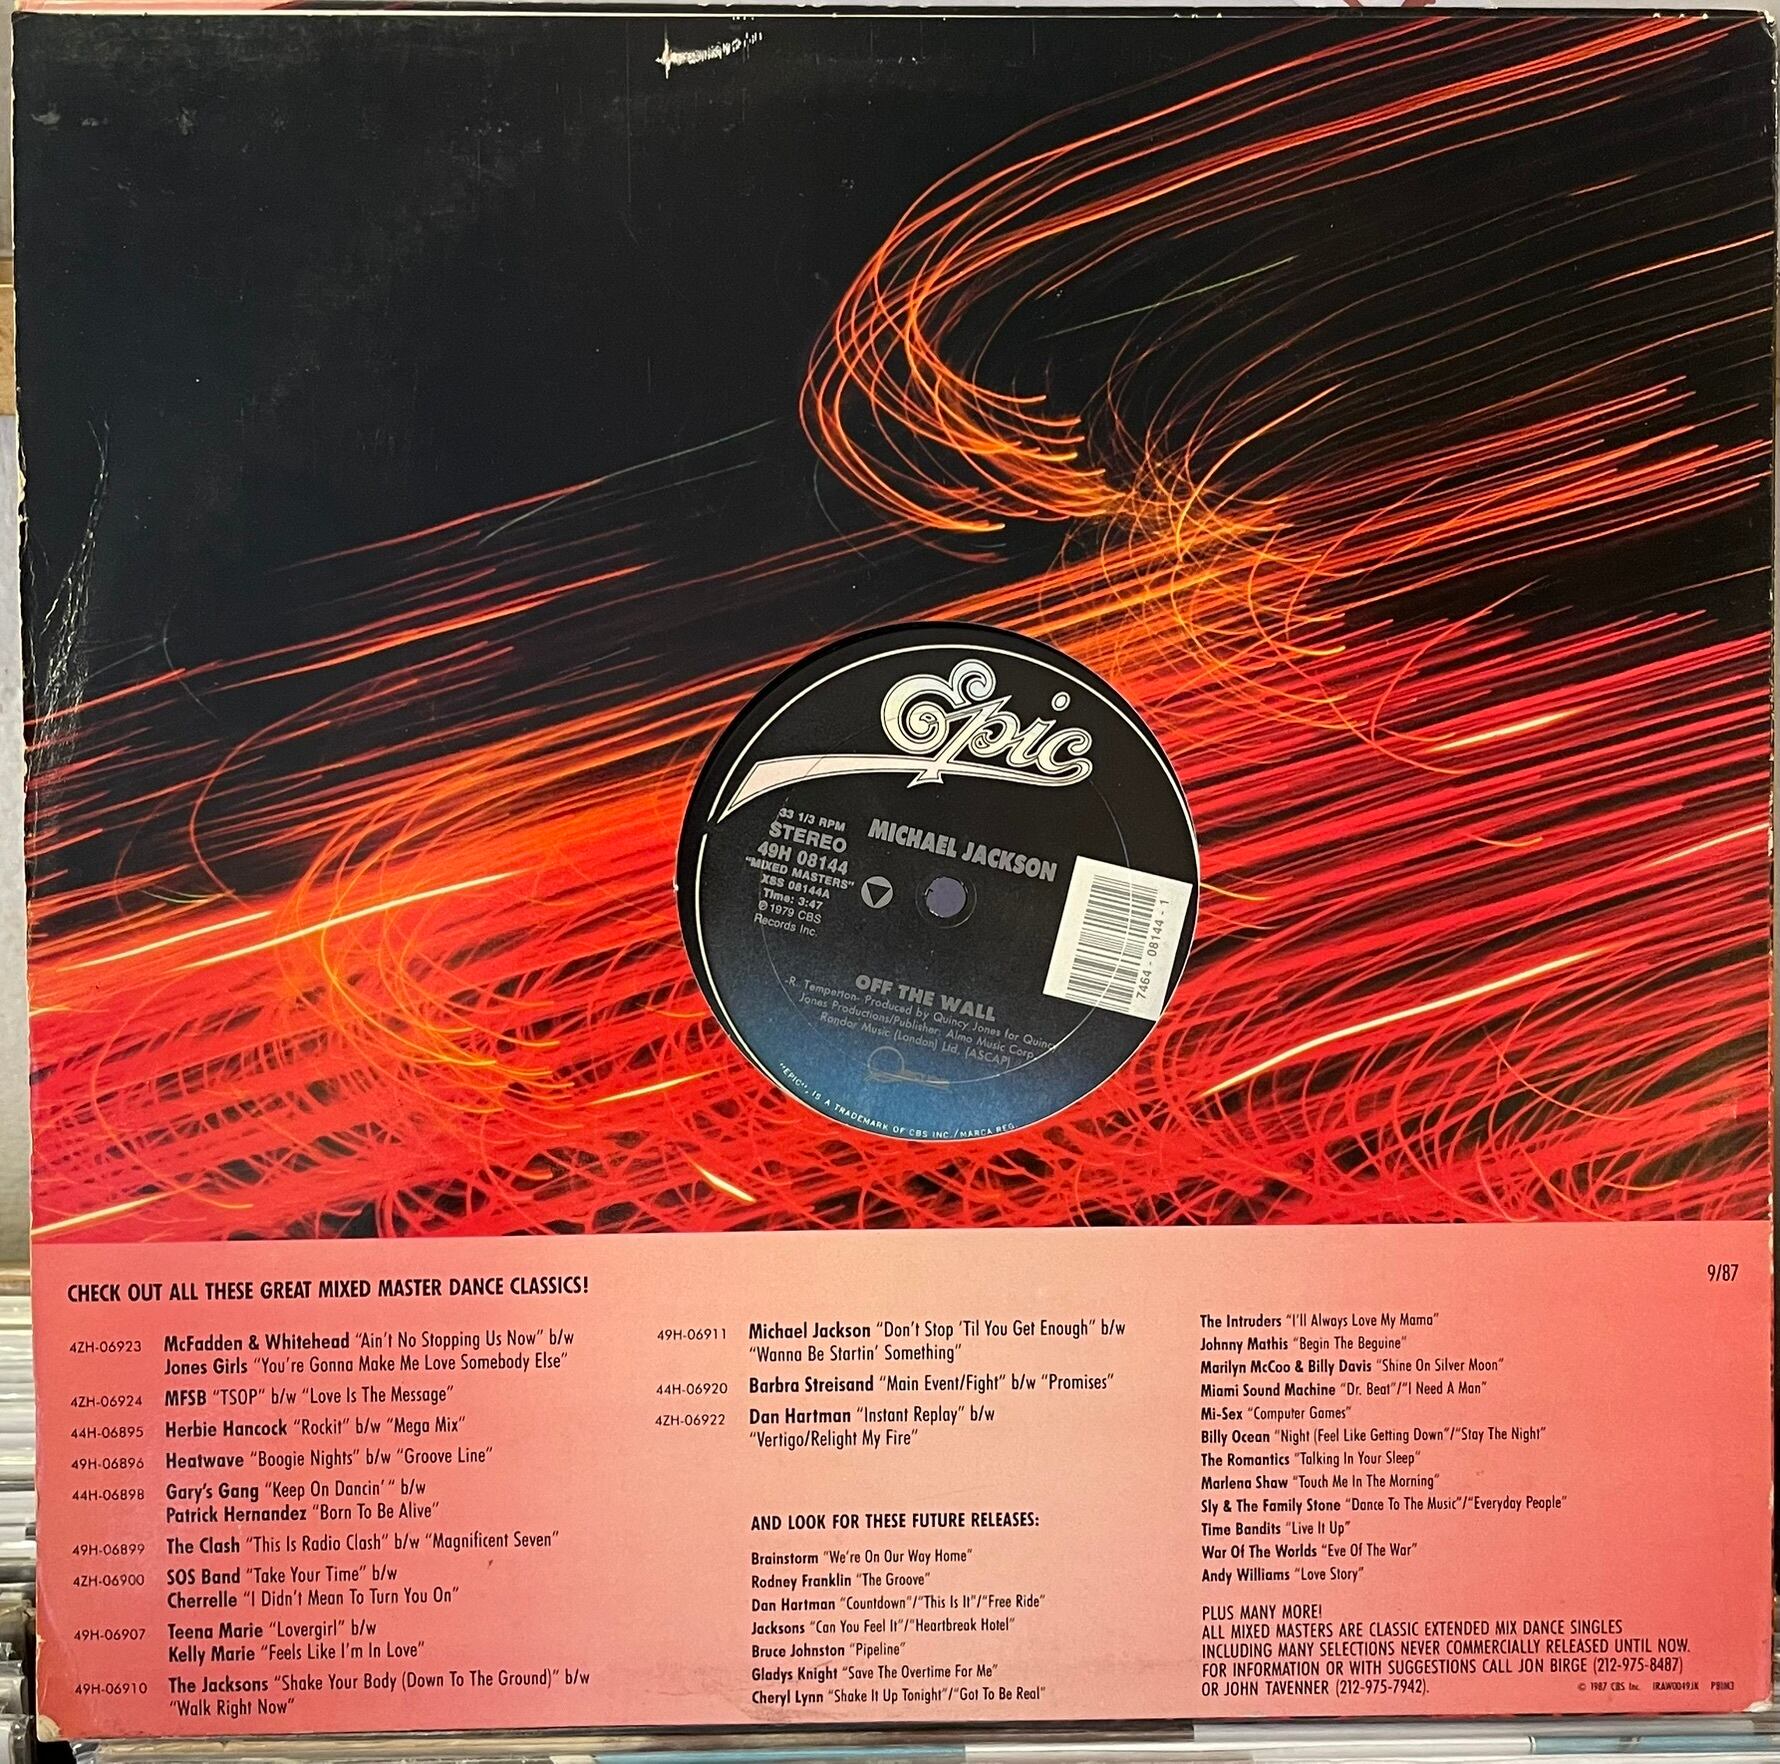 Epic
33 1/3 RPM
STEREO
49H 08144
"MIXED MASTERS"
XSS 08144A
Time: 3:47
℗ 1979 CBS
Records Inc.
MICHAEL JACKSON
7464 - 08144 - 1
OFF THE WALL
-R. Temperton- Produced by Quincy Jones for Quincy
Jones Productions/Publisher: Almo Music Corp.
Rondor Music (London) Ltd. (ASCAP)
"EPIC", IS A TRADEMARK OF CBS INC./MARCA REG.
9/87
CHECK OUT ALL THESE GREAT MIXED MASTER DANCE CLASSICS!
4ZH-06923 McFadden & Whitehead "Ain't No Stopping Us Now" b/w
Jones Girls "You're Gonna Make Me Love Somebody Else"
4ZH-06924 MFSB "TSOP" b/w "Love Is The Message"
44H-06895 Herbie Hancock "Rockit" b/w "Mega Mix"
49H-06896 Heatwave "Boogie Nights" b/w "Groove Line"
44H-06898 Gary's Gang "Keep On Dancin'" b/w
Patrick Hernandez "Born To Be Alive"
49H-06899 The Clash "This Is Radio Clash" b/w "Magnificent Seven"
4ZH-06900 SOS Band "Take Your Time" b/w
Cherrelle "I Didn't Mean To Turn You On"
49H-06907 Teena Marie "Lovergirl" b/w
Kelly Marie "Feels Like I'm In Love"
49H-06910 The Jacksons "Shake Your Body (Down To The Ground)" b/w
"Walk Right Now"
49H-06911 Michael Jackson "Don't Stop 'Til You Get Enough" b/w
"Wanna Be Startin' Something"
44H-06920 Barbra Streisand "Main Event/Fight" b/w "Promises"
4ZH-06922 Dan Hartman "Instant Replay" b/w
"Vertigo/Relight My Fire"
AND LOOK FOR THESE FUTURE RELEASES:
Brainstorm "We're On Our Way Home"
Rodney Franklin "The Groove"
Dan Hartman "Countdown"/"This Is It"/"Free Ride"
Jacksons "Can You Feel It"/"Heartbreak Hotel"
Bruce Johnston "Pipeline"
Gladys Knight "Save The Overtime For Me"
Cheryl Lynn "Shake It Up Tonight"/"Got To Be Real"
The Intruders "I'll Always Love My Mama"
Johnny Mathis "Begin The Beguine"
Marilyn McCoo & Billy Davis "Shine On Silver Moon"
Miami Sound Machine "Dr. Beat"/"I Need A Man"
Mi-Sex "Computer Games"
Billy Ocean "Night (Feel Like Getting Down"/"Stay The Night"
The Romantics "Talking In Your Sleep"
Marlena Shaw "Touch Me In The Morning"
Sly & The Family Stone "Dance To The Music"/"Everyday People"
Time Bandits "Live It Up"
War Of The Worlds "Eve Of The War"
Andy Williams "Love Story"
PLUS MANY MORE!
ALL MIXED MASTERS ARE CLASSIC EXTENDED MIX DANCE SINGLES
INCLUDING MANY SELECTIONS NEVER COMMERCIALLY RELEASED UNTIL NOW.
FOR INFORMATION OR WITH SUGGESTIONS CALL JON BIRGE (212-975-8487)
OR JOHN TAVENNER (212-975-7942).
© 1987 CBS Inc. IRAW0049JK PBIM3